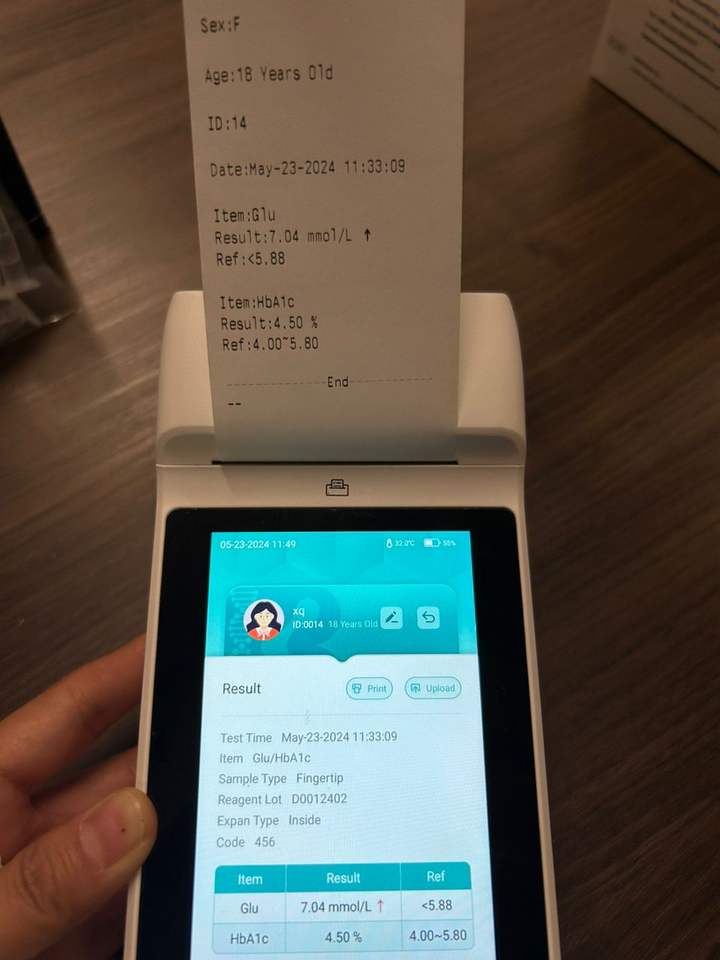 Sex:F
Age:18 Years Old
ID:14
Date:May-23-2024 11:33:09
Item:Glu
Result:7.04 mmol/L ↑
Ref:<5.88
Item:HbA1c
Result:4.50 %
Ref:4.00~5.80
End
--
05-23-2024 11:49 32.0℃ 56%
xq
ID:0014 18 Years Old
Result Print Upload
Test Time May-23-2024 11:33:09
Item Glu/HbA1c
Sample Type Fingertip
Reagent Lot D0012402
Expan Type Inside
Code 456
Item Result Ref
Glu 7.04 mmol/L ↑ <5.88
HbA1c 4.50 % 4.00~5.80